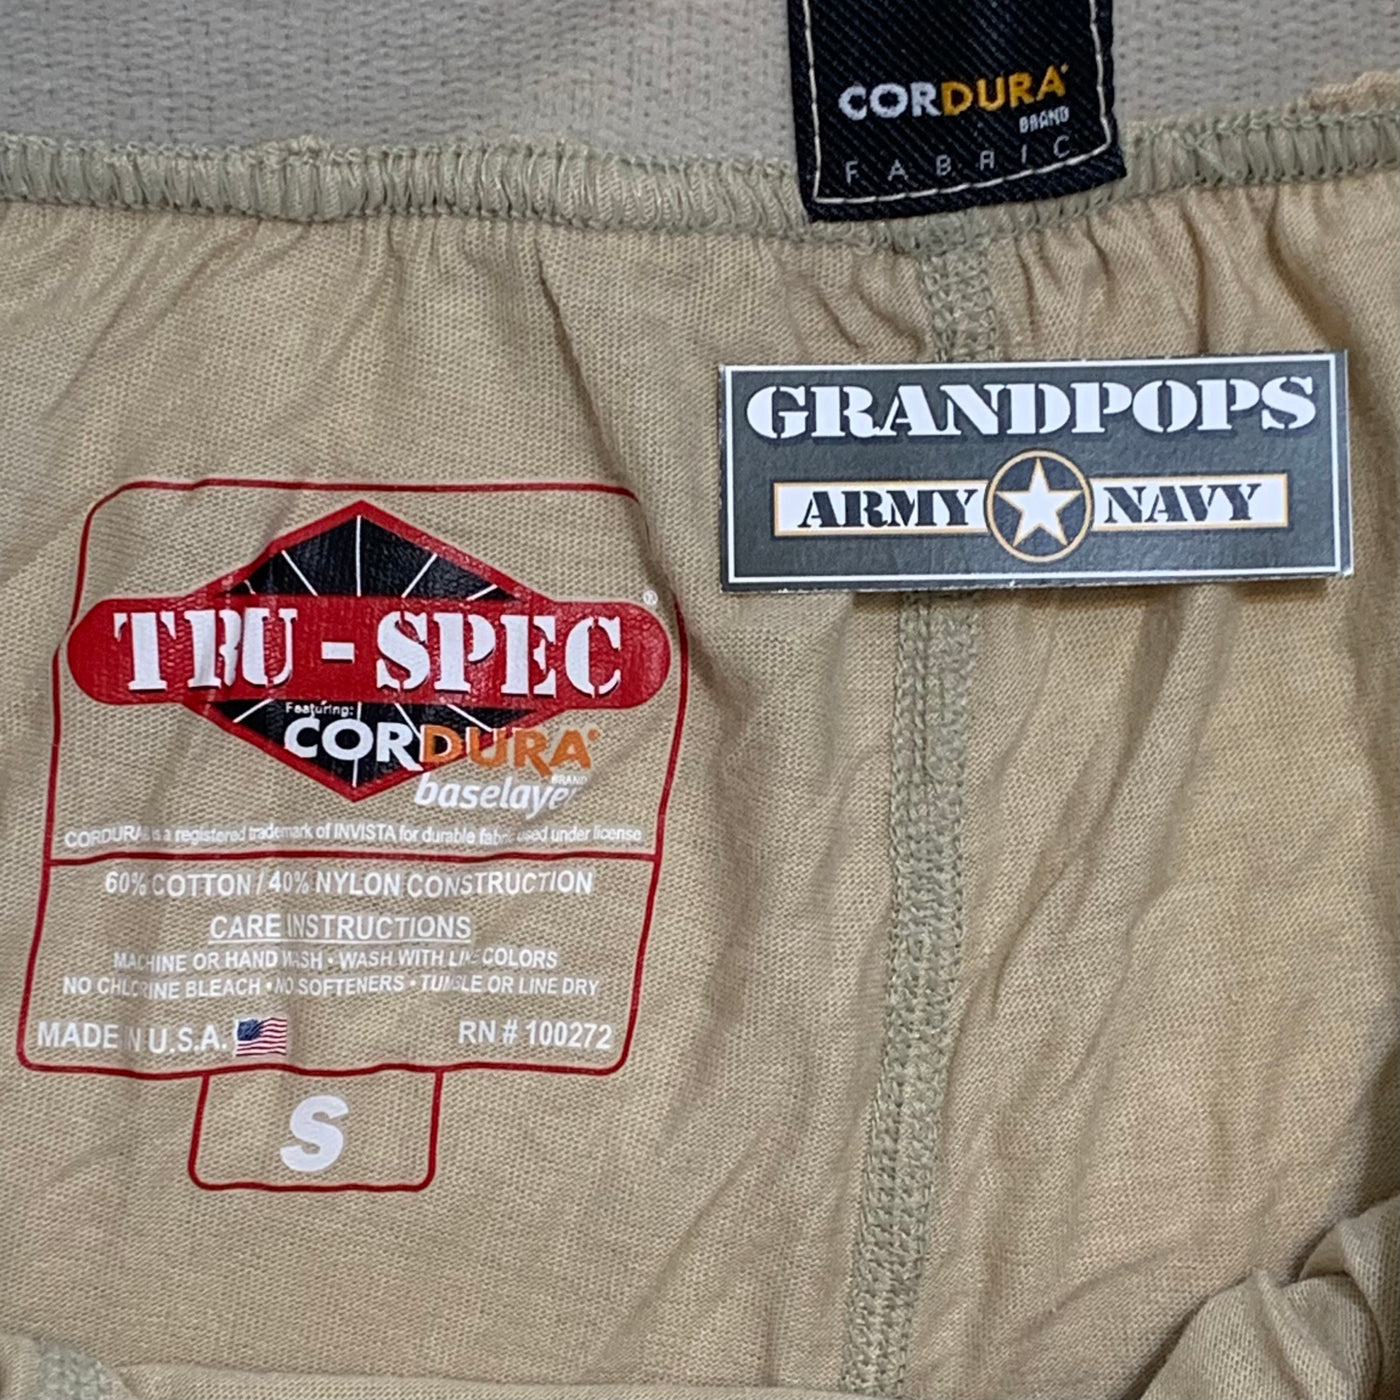 CORDURA
BRAND
FABRIC
GRANDPOPS
ARMY NAVY
TRU-SPEC®
Featuring:
CORDURA
BRAND
baselayer
CORDURA® is a registered trademark of INVISTA for durable fabric used under license
60% COTTON / 40% NYLON CONSTRUCTION
CARE INSTRUCTIONS
MACHINE OR HAND WASH • WASH WITH LIKE COLORS
NO CHLORINE BLEACH • NO SOFTENERS • TUMBLE OR LINE DRY
MADE IN U.S.A.
RN # 100272
S